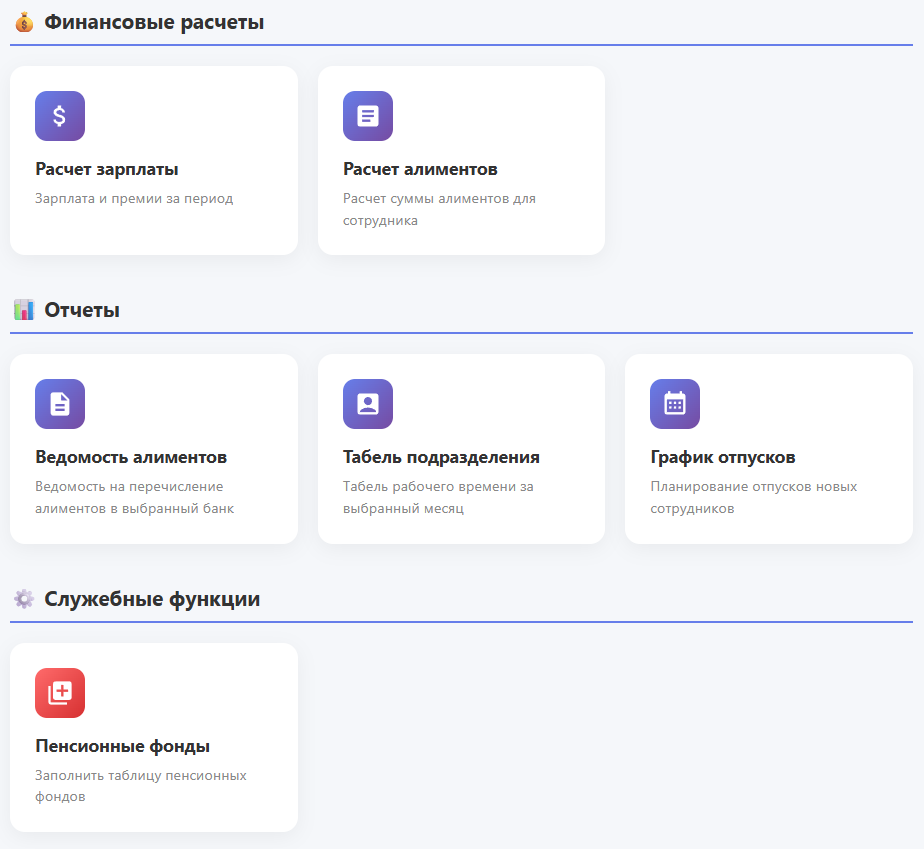 Финансовые расчеты
Расчет зарплаты
Зарплата и премии за период
Расчет алиментов
Расчет суммы алиментов для
сотрудника
Отчеты
Ведомость алиментов
Ведомость на перечисление
алиментов в выбранный банк
Табель подразделения
Табель рабочего времени за
выбранный месяц
График отпусков
Планирование отпусков новых
сотрудников
Служебные функции
Пенсионные фонды
Заполнить таблицу пенсионных
фондов